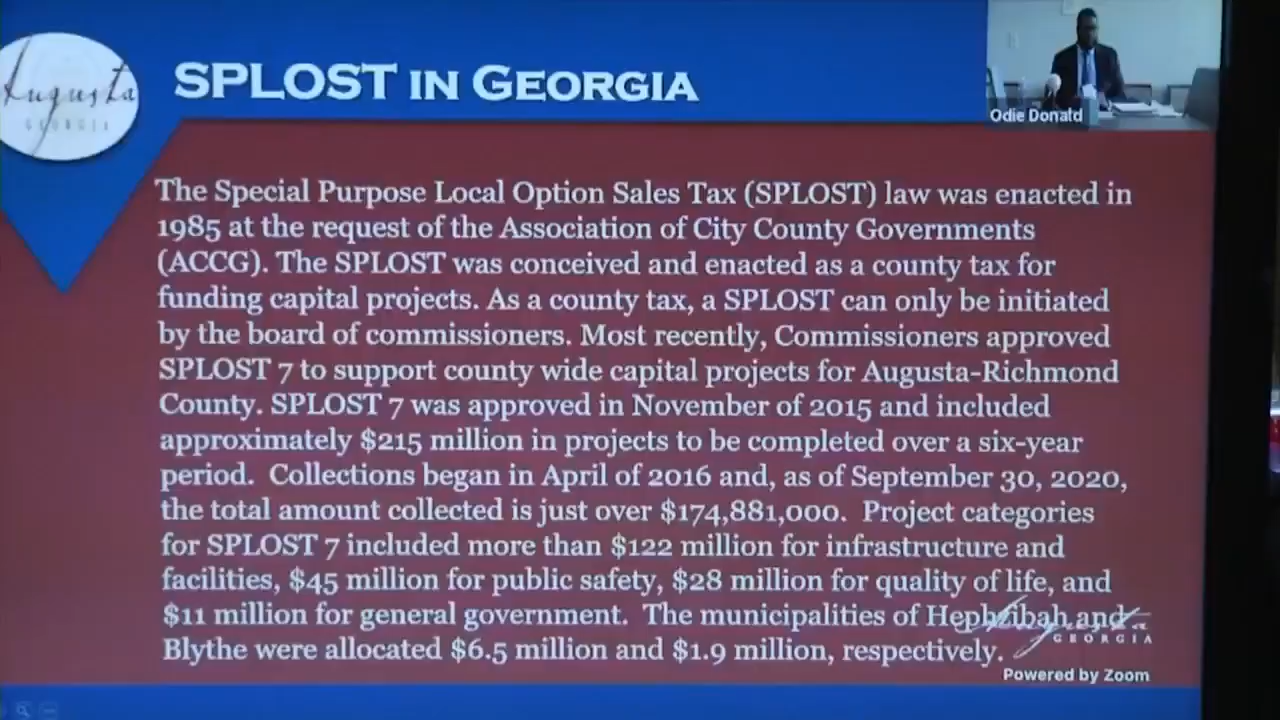 Augusta
GEORGIA
SPLOST IN GEORGIA
Odie Donald
The Special Purpose Local Option Sales Tax (SPLOST) law was enacted in
1985 at the request of the Association of City County Governments
(ACCG). The SPLOST was conceived and enacted as a county tax for
funding capital projects. As a county tax, a SPLOST can only be initiated
by the board of commissioners. Most recently, Commissioners approved
SPLOST 7 to support county wide capital projects for Augusta-Richmond
County. SPLOST 7 was approved in November of 2015 and included
approximately $215 million in projects to be completed over a six-year
period. Collections began in April of 2016 and, as of September 30, 2020,
the total amount collected is just over $174,881,000. Project categories
for SPLOST 7 included more than $122 million for infrastructure and
facilities, $45 million for public safety, $28 million for quality of life, and
$11 million for general government. The municipalities of Hephzibah and
Blythe were allocated $6.5 million and $1.9 million, respectively.
Augusta
GEORGIA
Powered by Zoom